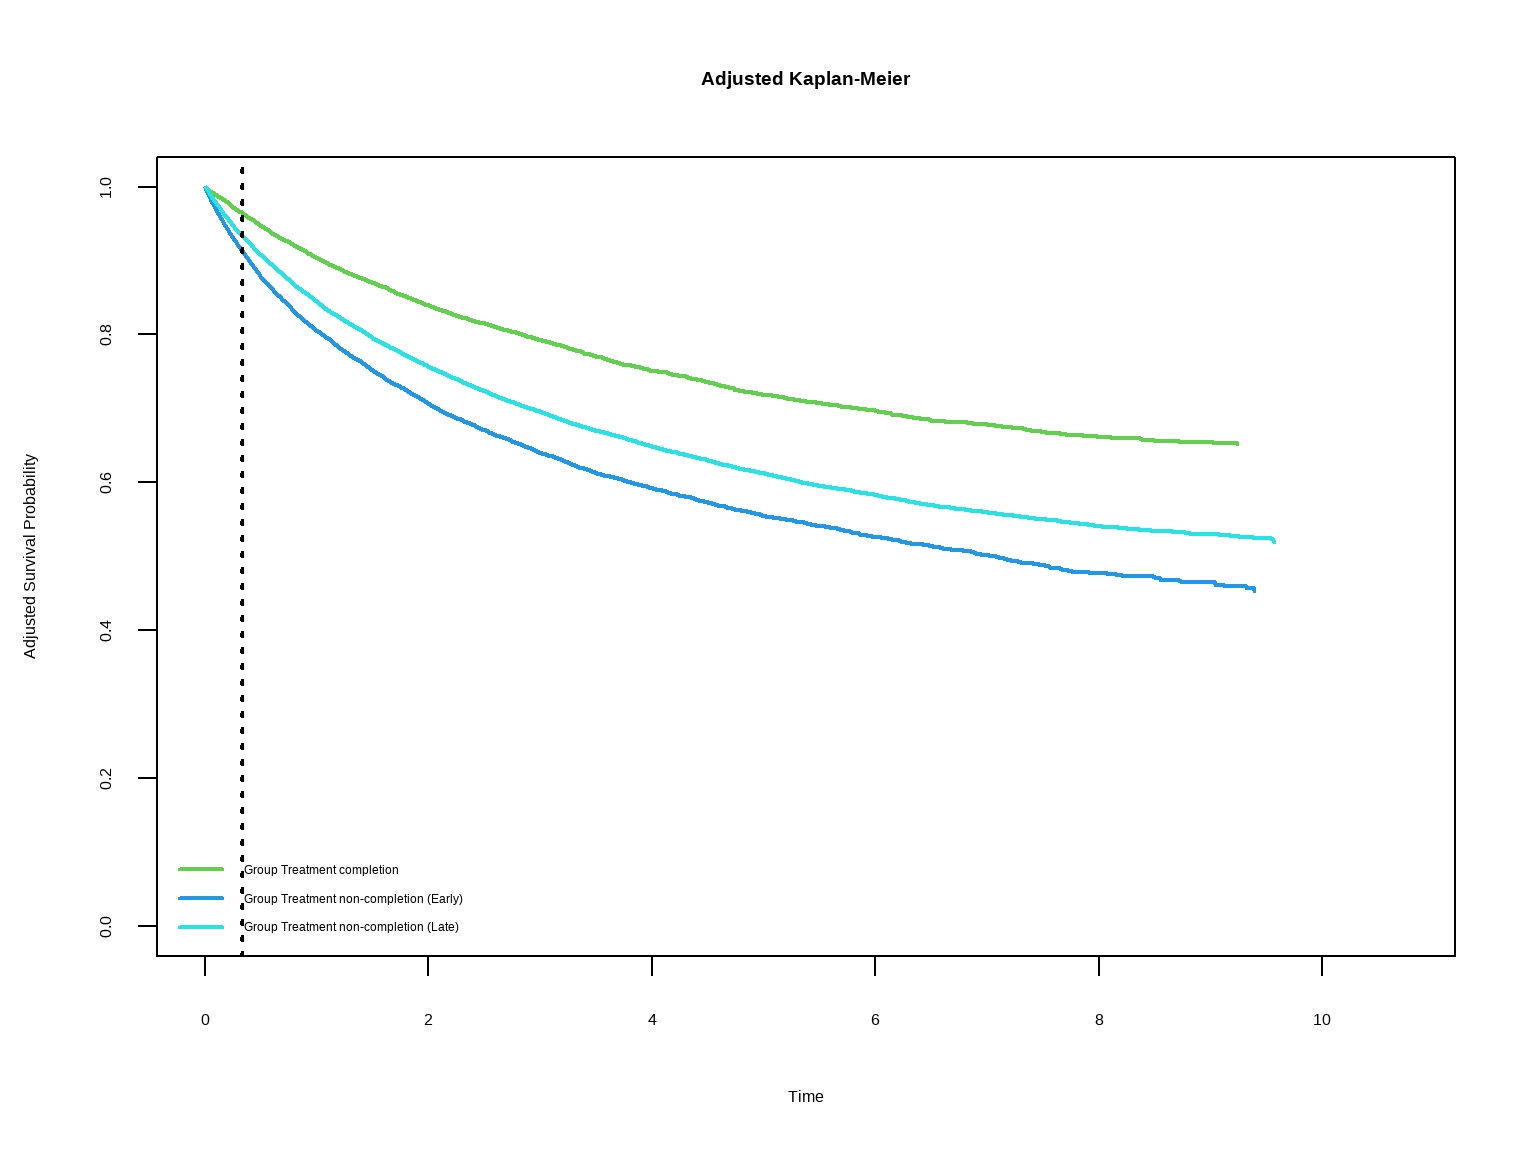 Adjusted Kaplan-Meier
Adjusted Survival Probability
1.0
0.8
0.6
0.4
0.2
0.0
Group Treatment completion
Group Treatment non-completion (Early)
Group Treatment non-completion (Late)
0 2 4 6 8 10
Time